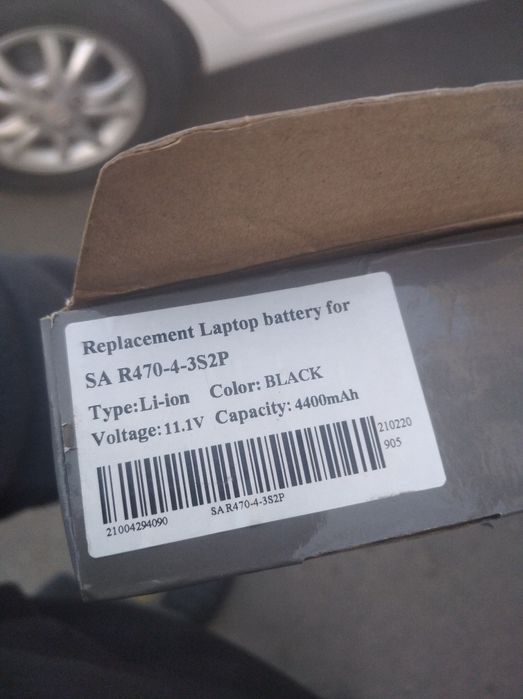 Replacement Laptop battery for
SA R470-4-3S2P
Type:Li-ion Color: BLACK
Voltage:11.1V Capacity: 4400mAh
210220
905
21004294090 SA R470-4-3S2P